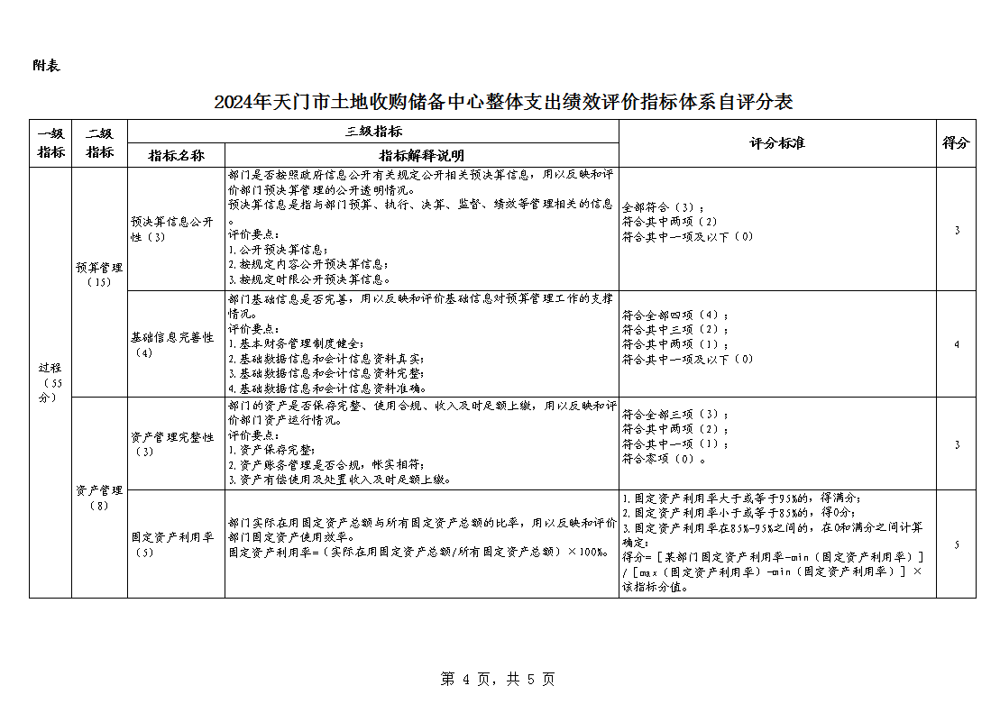 附表
2024年天门市土地收购储备中心整体支出绩效评价指标体系自评分表
一级
指标
二级
指标
三级指标
评分标准
得分
指标名称
指标解释说明
过程
（55
分）
预算管理
（15）
预决算信息公开
性（3）
部门是否按照政府信息公开有关规定公开相关预决算信息，用以反映和评
价部门预决算管理的公开透明情况。
预决算信息是指与部门预算、执行、决算、监督、绩效等管理相关的信息
。
评价要点：
1.公开预决算信息；
2.按规定内容公开预决算信息；
3.按规定时限公开预决算信息。
全部符合（3）；
符合其中两项（2）
符合其中一项及以下（0）
3
基础信息完善性
（4）
部门基础信息是否完善，用以反映和评价基础信息对预算管理工作的支撑
情况。
评价要点：
1.基本财务管理制度健全；
2.基础数据信息和会计信息资料真实；
3.基础数据信息和会计信息资料完整；
4.基础数据信息和会计信息资料准确。
符合全部四项（4）；
符合其中三项（2）；
符合其中两项（1）；
符合其中一项及以下（0）
4
资产管理
（8）
资产管理完整性
（3）
部门的资产是否保存完整、使用合规、收入及时足额上缴，用以反映和评
价部门资产运行情况。
评价要点：
1.资产保存完整；
2.资产账务管理是否合规，帐实相符；
3.资产有偿使用及处置收入及时足额上缴。
符合全部三项（3）；
符合其中两项（2）；
符合其中一项（1）；
符合零项（0）。
3
固定资产利用率
（5）
部门实际在用固定资产总额与所有固定资产总额的比率，用以反映和评价
部门固定资产使用效率。
固定资产利用率=（实际在用固定资产总额/所有固定资产总额）×100%。
1.固定资产利用率大于或等于95%的，得满分；
2.固定资产利用率小于或等于85%的，得0分；
3.固定资产利用率在85%-95%之间的，在0和满分之间计算
确定：
得分=［某部门固定资产利用率-min（固定资产利用率）］
/［max（固定资产利用率）-min（固定资产利用率）］×
该指标分值。
5
第 4 页，共 5 页